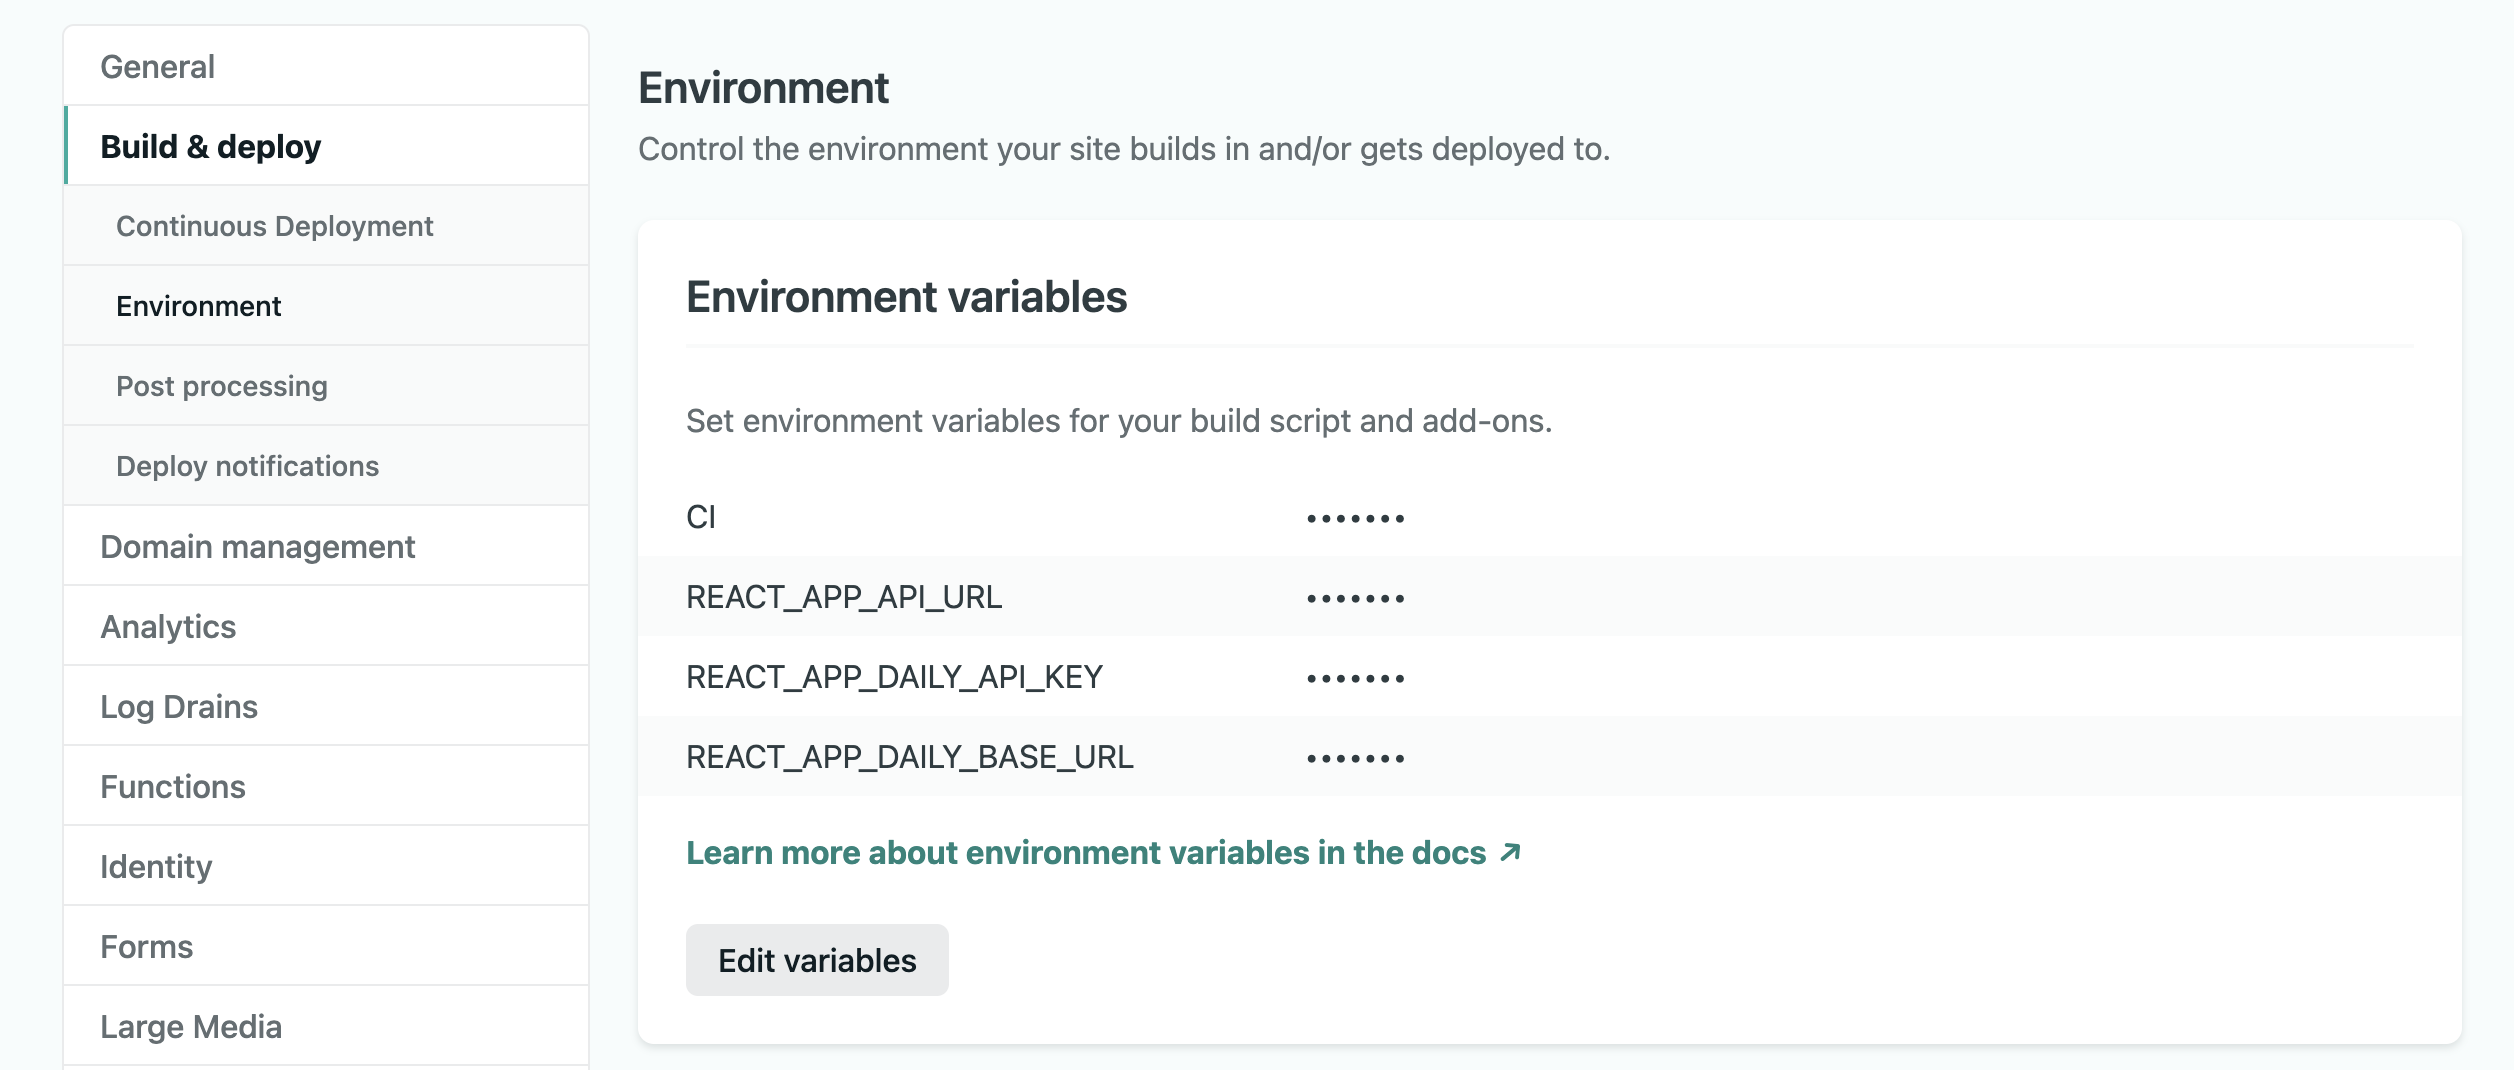 General
Build & deploy
Continuous Deployment
Environment
Post processing
Deploy notifications
Domain management
Analytics
Log Drains
Functions
Identity
Forms
Large Media
Environment
Control the environment your site builds in and/or gets deployed to.
Environment variables
Set environment variables for your build script and add-ons.
CI •••••••
REACT_APP_API_URL •••••••
REACT_APP_DAILY_API_KEY •••••••
REACT_APP_DAILY_BASE_URL •••••••
Learn more about environment variables in the docs ↗
Edit variables